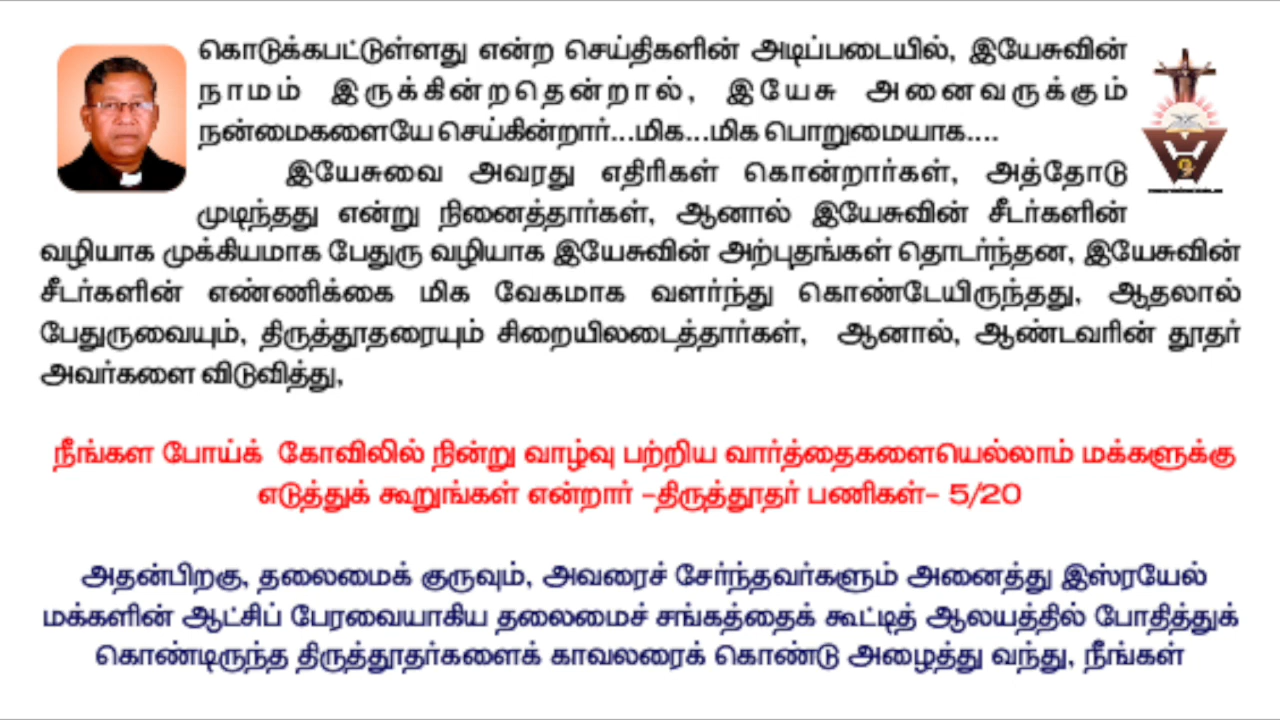 கொடுக்கபட்டுள்ளது என்ற செய்திகளின் அடிப்படையில், இயேசுவின்
நாமம் இருக்கின்றதென்றால், இயேசு அனைவருக்கும்
நன்மைகளையே செய்கின்றார்...மிக...மிக பொறுமையாக....
இயேசுவை அவரது எதிரிகள் கொன்றார்கள், அத்தோடு
முடிந்தது என்று நினைத்தார்கள், ஆனால் இயேசுவின் சீடர்களின்
வழியாக முக்கியமாக பேதுரு வழியாக இயேசுவின் அற்புதங்கள் தொடர்ந்தன, இயேசுவின்
சீடர்களின் எண்ணிக்கை மிக வேகமாக வளர்ந்து கொண்டேயிருந்தது, ஆதலால்
பேதுருவையும், திருத்தூதரையும் சிறையிலடைத்தார்கள், ஆனால், ஆண்டவரின் தூதர்
அவர்களை விடுவித்து,
நீங்கள போய்க் கோவிலில் நின்று வாழ்வு பற்றிய வார்த்தைகளையெல்லாம் மக்களுக்கு
எடுத்துக் கூறுங்கள் என்றார் -திருத்தூதர் பணிகள்- 5/20
அதன்பிறகு, தலைமைக் குருவும், அவரைச் சேர்ந்தவர்களும் அனைத்து இஸ்ரயேல்
மக்களின் ஆட்சிப் பேரவையாகிய தலைமைச் சங்கத்தைக் கூட்டித் ஆலயத்தில் போதித்துக்
கொண்டிருந்த திருத்தூதர்களைக் காவலரைக் கொண்டு அழைத்து வந்து, நீங்கள்